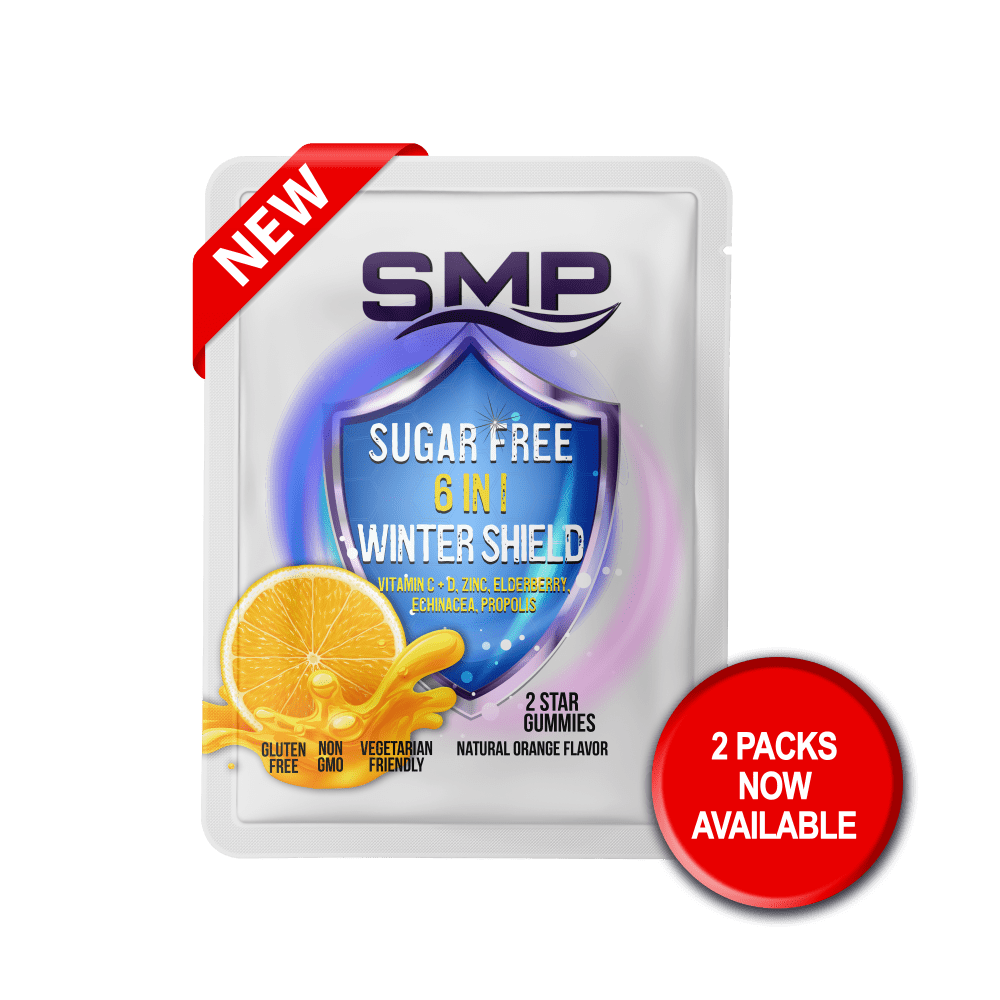 NEW
SMP
SUGAR FREE
6 IN 1
WINTER SHIELD
VITAMIN C + D, ZINC, ELDERBERRY,
ECHINACEA, PROPOLIS
2 STAR
GUMMIES
GLUTEN
FREE
NON
GMO
VEGETARIAN
FRIENDLY
NATURAL ORANGE FLAVOR
2 PACKS
NOW
AVAILABLE